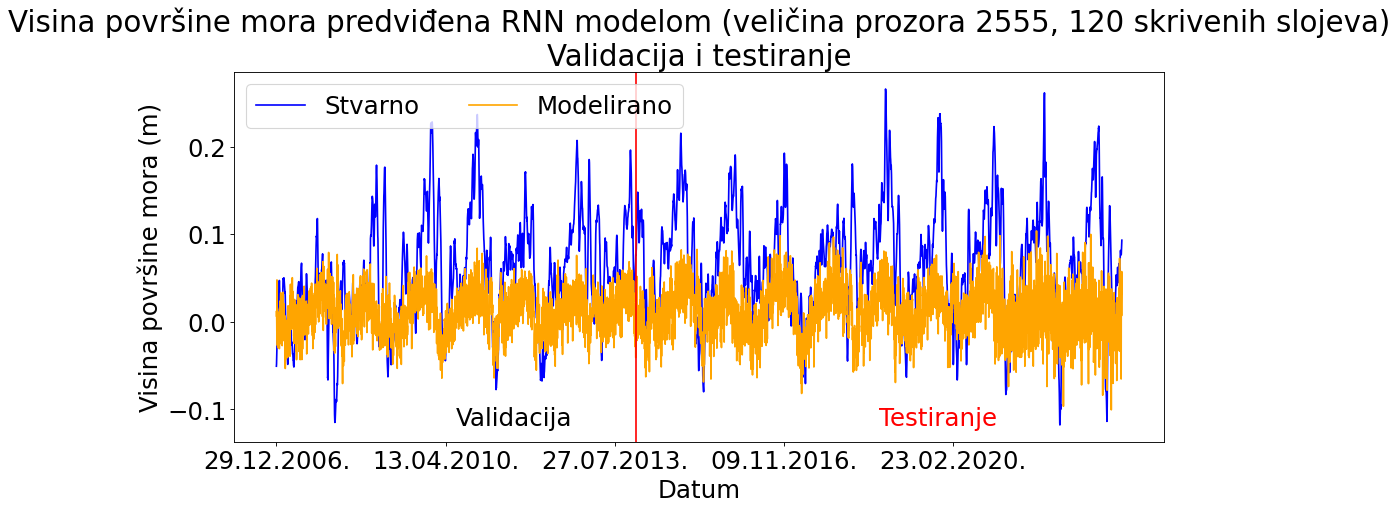 Visina površine mora predviđena RNN modelom (veličina prozora 2555, 120 skrivenih slojeva)
Validacija i testiranje
Stvarno
Modelirano
Visina površine mora (m)
0.2
0.1
0.0
−0.1
Validacija
Testiranje
29.12.2006.
13.04.2010.
27.07.2013.
09.11.2016.
23.02.2020.
Datum